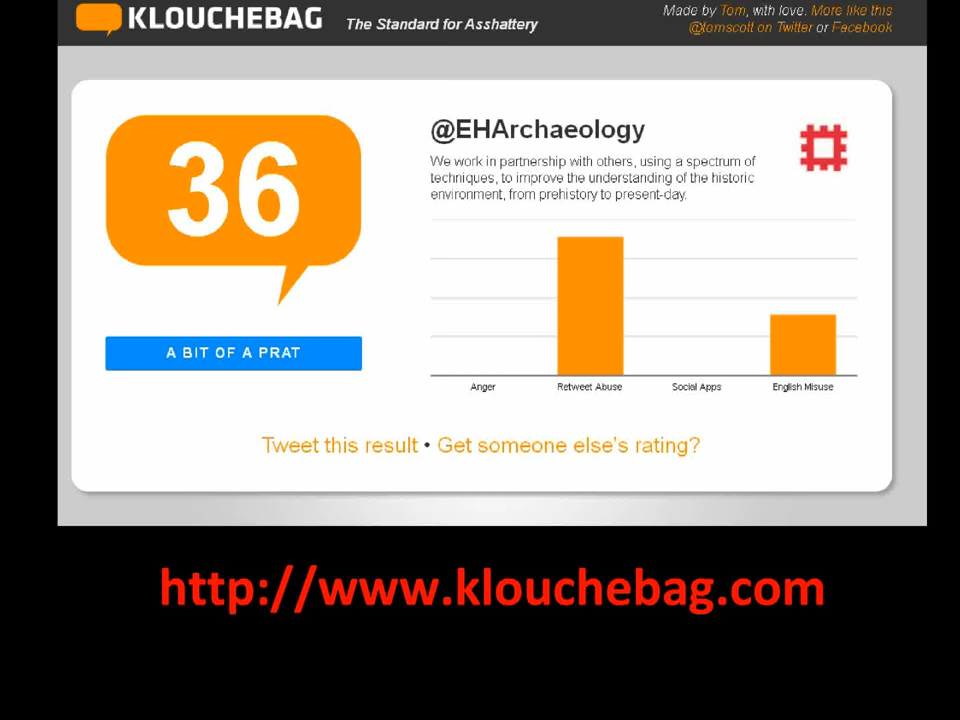 KLOUCHEBAG The Standard for Asshattery
Made by Tom, with love. More like this
@tomscott on Twitter or Facebook
36
A BIT OF A PRAT
@EHArchaeology
We work in partnership with others, using a spectrum of
techniques, to improve the understanding of the historic
environment, from prehistory to present-day.
Anger Retweet Abuse Social Apps English Misuse
Tweet this result • Get someone else's rating?
http://www.klouchebag.com